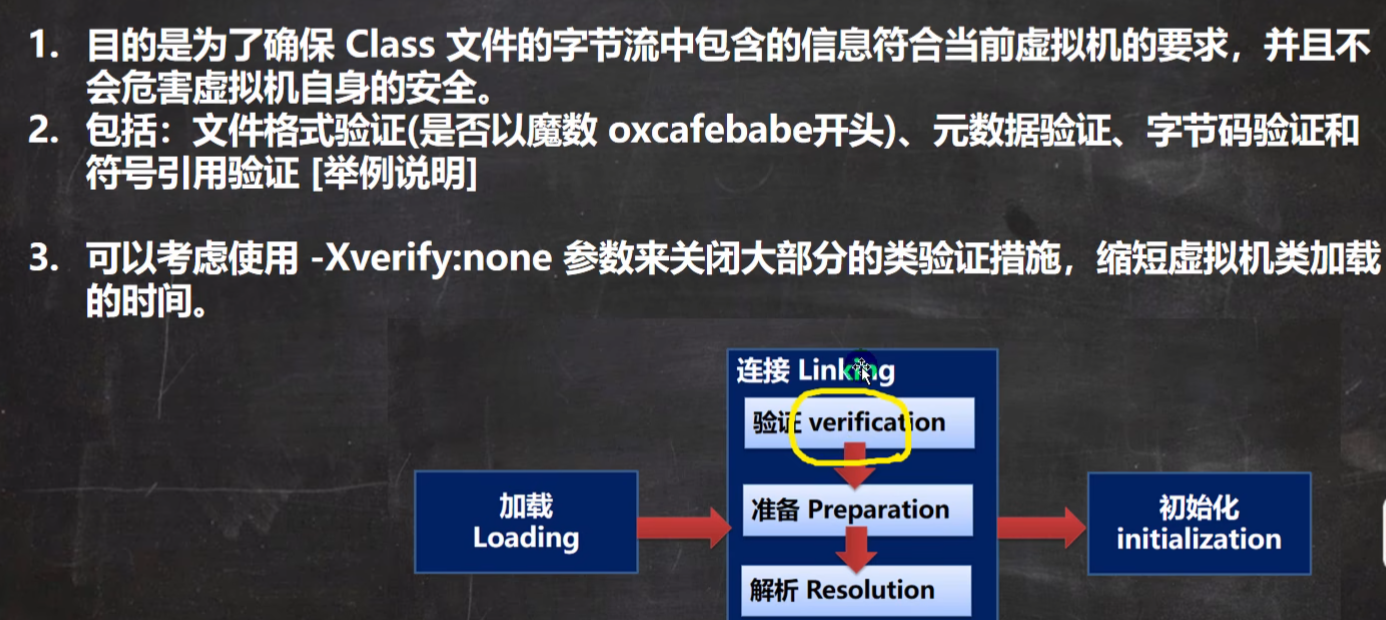 1. 目的是为了确保 Class 文件的字节流中包含的信息符合当前虚拟机的要求，并且不
会危害虚拟机自身的安全。
2. 包括：文件格式验证(是否以魔数 oxcafebabe开头)、元数据验证、字节码验证和
符号引用验证 [举例说明]
3. 可以考虑使用 -Xverify:none 参数来关闭大部分的类验证措施，缩短虚拟机类加载
的时间。
连接 Linking
验证 verification
准备 Preparation
解析 Resolution
加载
Loading
初始化
initialization